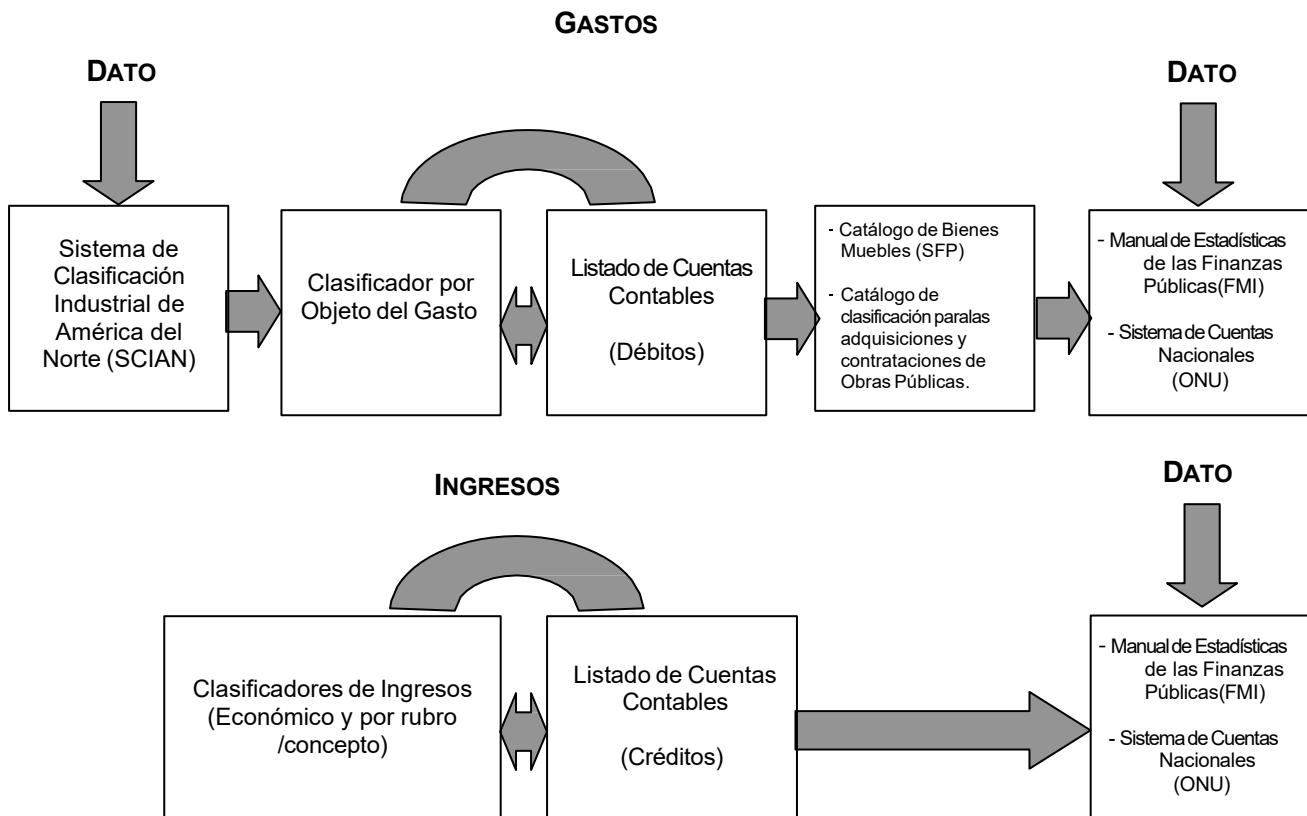 GASTOS
DATO
DATO
Sistema de
Clasificación
Industrial de
América del
Norte (SCIAN)
Clasificador por
Objeto del Gasto
Listado de Cuentas
Contables
(Débitos)
- Catálogo de Bienes
Muebles (SFP)
- Catálogo de
clasificación paralas
adquisiciones y
contrataciones de
Obras Públicas.
- Manual de Estadísticas
de las Finanzas
Públicas(FMI)
- Sistema de Cuentas
Nacionales
(ONU)
INGRESOS
DATO
Clasificadores de Ingresos
(Económico y por rubro
/concepto)
Listado de Cuentas
Contables
(Créditos)
- Manual de Estadísticas
de las Finanzas
Públicas(FMI)
- Sistema de Cuentas
Nacionales
(ONU)